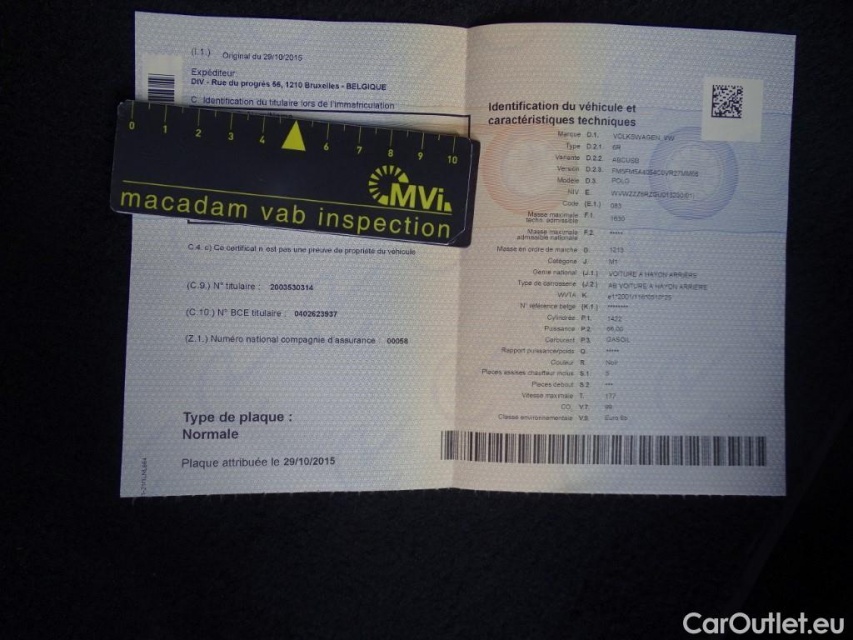 (I.1.) Original du 29/10/2015
Expéditeur
DIV - Rue du progrès 56, 1210 Bruxelles - BELGIQUE
C Identification du titulaire lors de l'immatriculation
0 1 2 3 4 6 7 8 9 10
MVi.
macadam vab inspection
C.4. c) Ce certificat n'est pas une preuve de propriété du véhicule
(C.9.) N° titulaire : 2003530314
(C.10.) N° BCE titulaire : 0402623937
(Z.1.) Numéro national compagnie d'assurance : 00058
Type de plaque :
Normale
Plaque attribuée le 29/10/2015
Identification du véhicule et
caractéristiques techniques
Marque D.1. VOLKSWAGEN, VW
Type D.2.1. 6R
Variante D.2.2. ABCUSB
Version D.2.3.
Modèle D.3. POLO
NIV E.
Code (E.1.) 083
Masse maximale
techn. admissible F.1. 1630
Masse maximale
admissible nationale F.2. *****
Masse en ordre de marche G. 1213
Catégorie J. M1
Genre national (J.1.) VOITURE A HAYON ARRIERE
Type de carrosserie (J.2.) AB VOITURE A HAYON ARRIERE
WVTA K.
N° référence belge (K.1.) ********
Cylindrée P.1. 1422
Puissance P.2. 66,00
Carburant P.3. GASOIL
Rapport puissance/poids Q. *****
Couleur R. Noir
Places assises chauffeur inclus S.1. 5
Places debout S.2. ***
Vitesse maximale T. 177
CO₂ V.7.
Classe environnementale V.9. Euro 6b
CarOutlet.eu